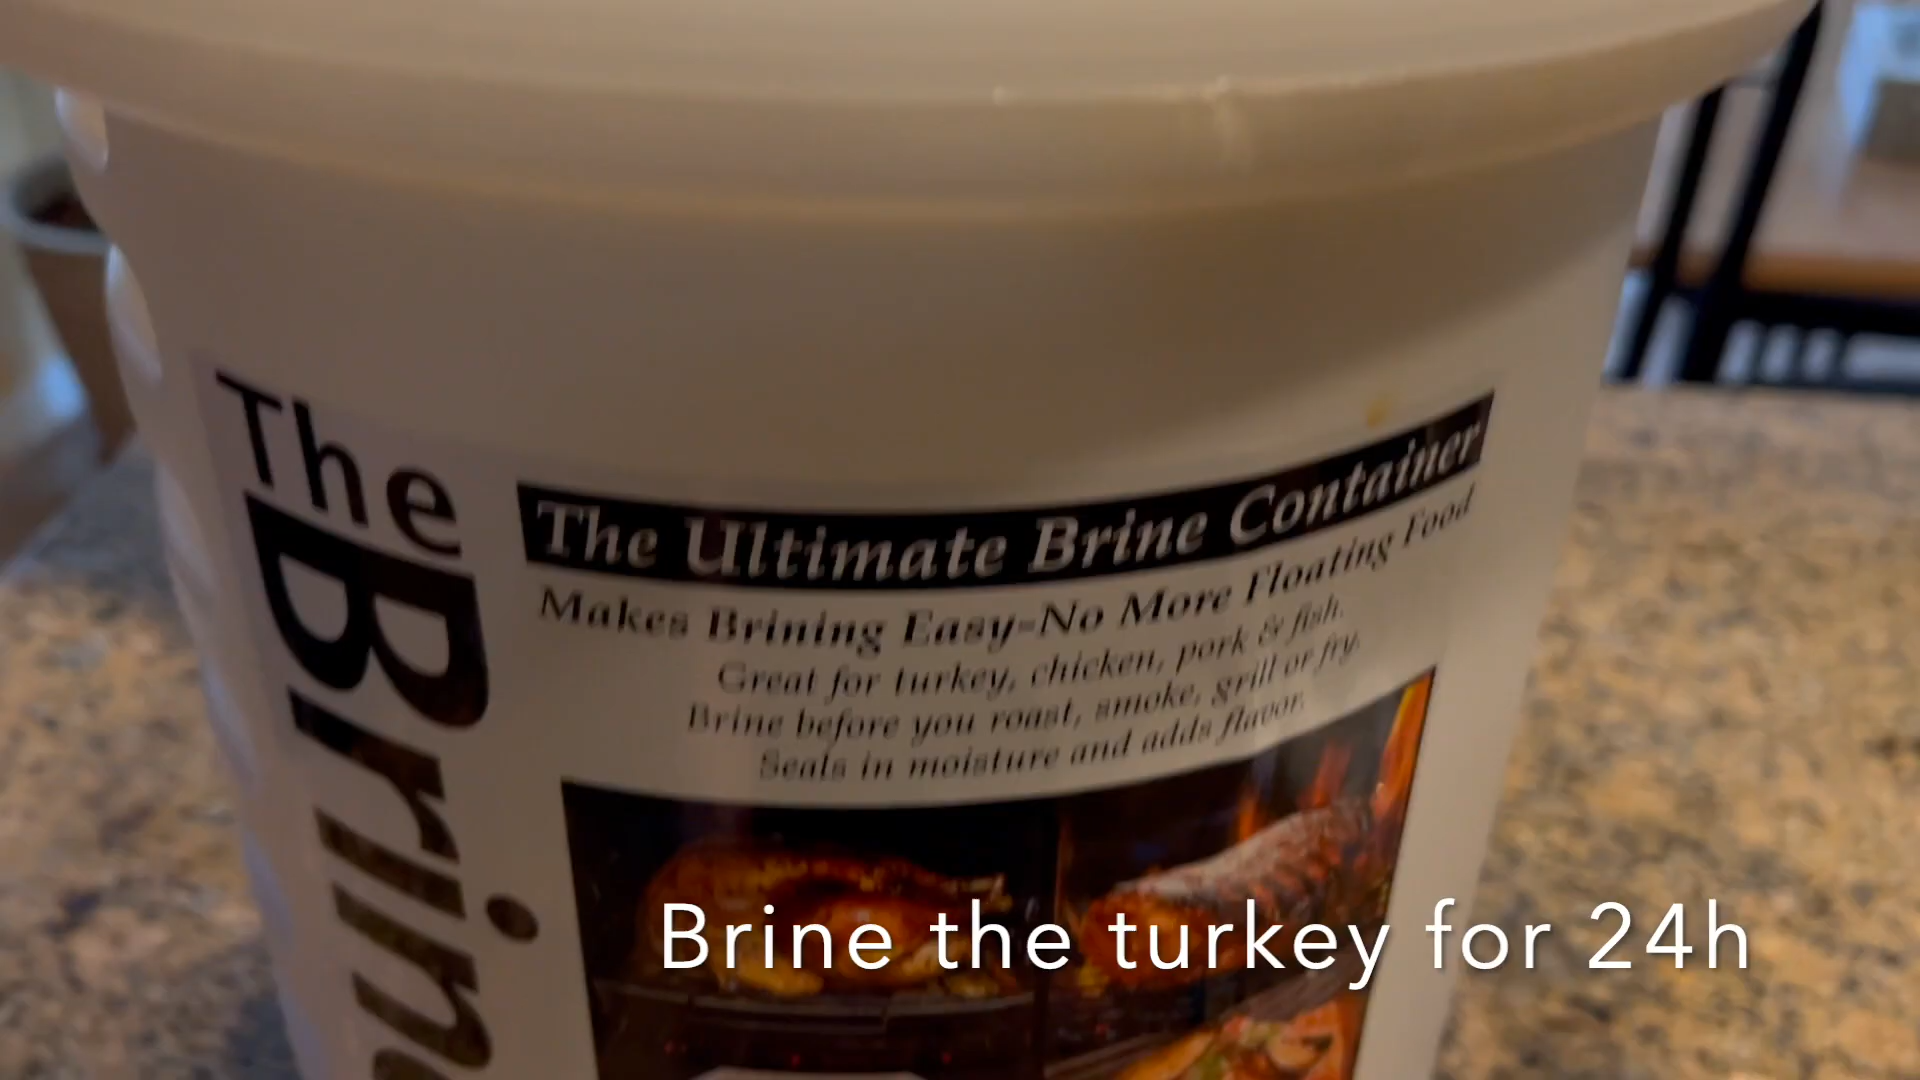 The Brin
The Ultimate Brine Container
Makes Brining Easy-No More Floating Food
Great for turkey, chicken, pork & fish.
Brine before you roast, smoke, grill or fry.
Seals in moisture and adds flavor.
Brine the turkey for 24h